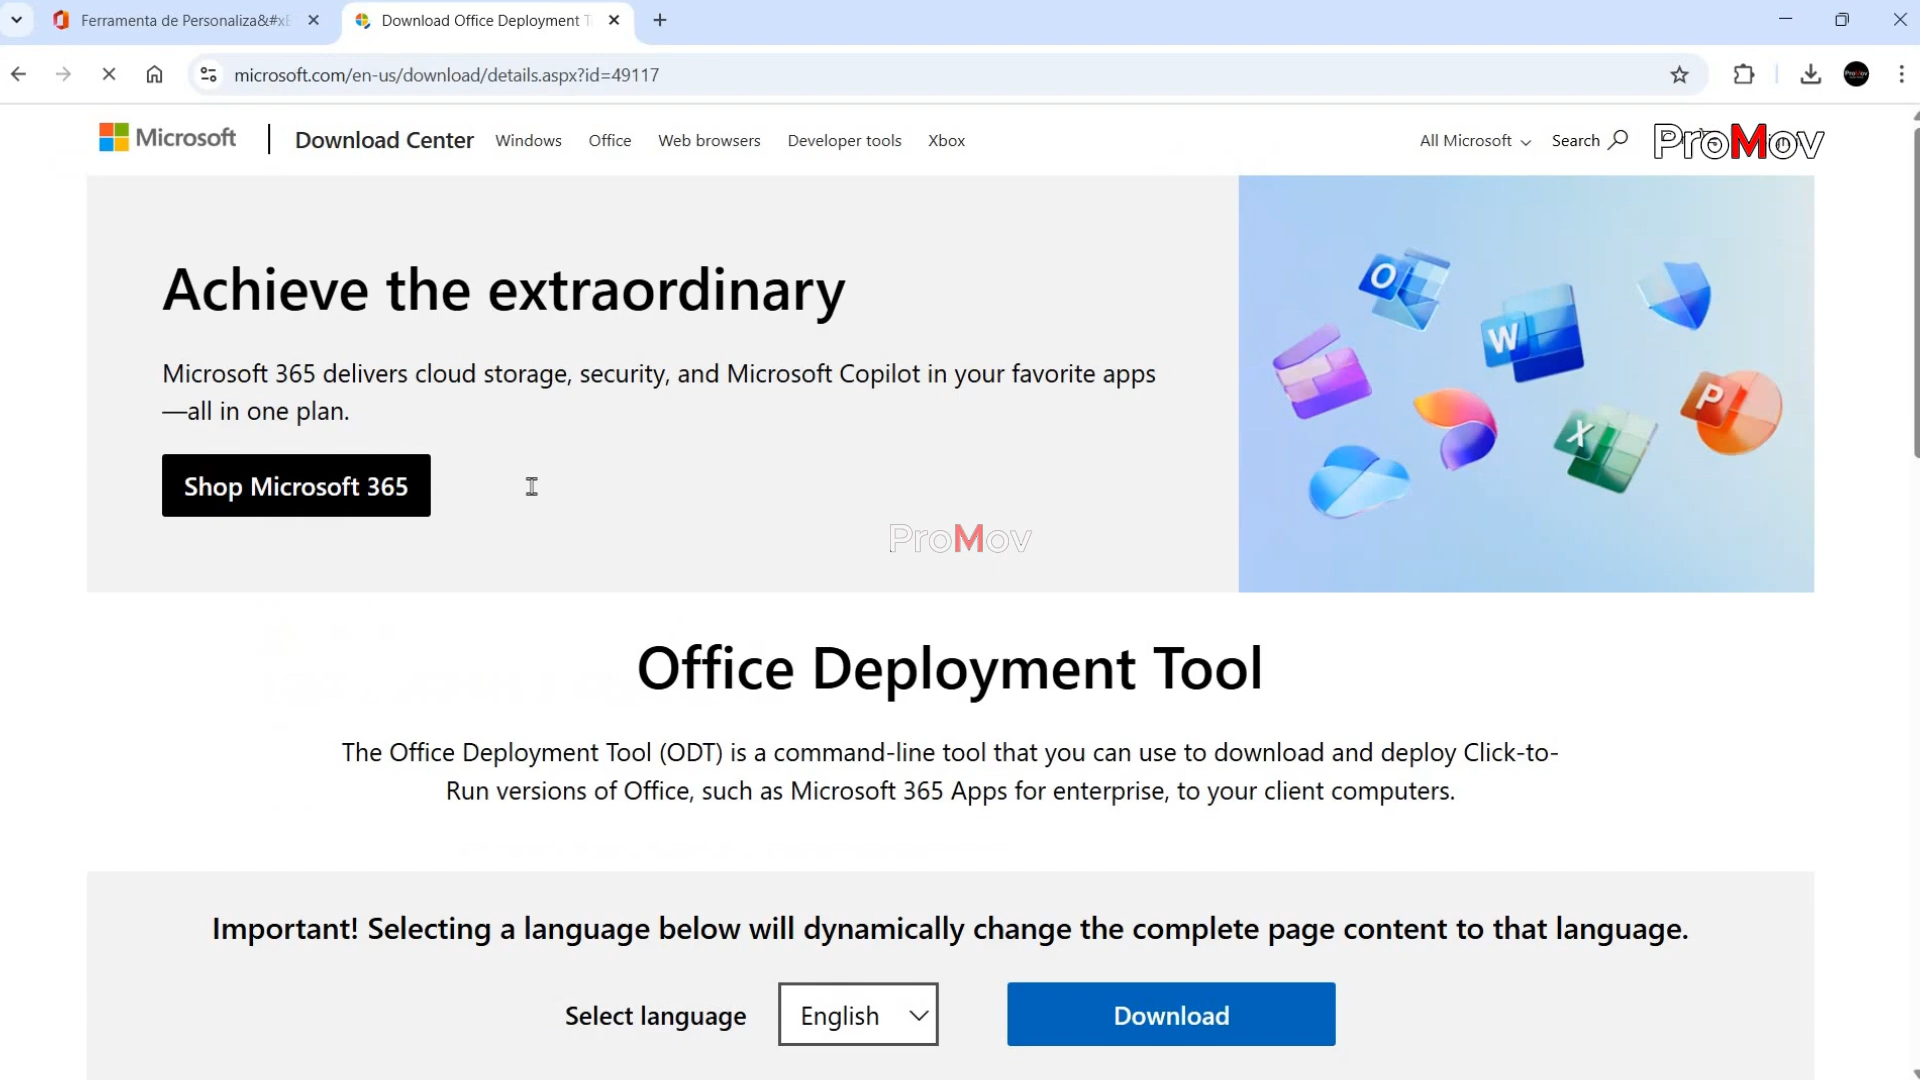 Ferramenta de Personaliza&#xE
Download Office Deployment T
microsoft.com/en-us/download/details.aspx?id=49117
Microsoft
Download Center
Windows
Office
Web browsers
Developer tools
Xbox
All Microsoft
Search
ProMov
Achieve the extraordinary
Microsoft 365 delivers cloud storage, security, and Microsoft Copilot in your favorite apps
—all in one plan.
Shop Microsoft 365
ProMov
Office Deployment Tool
The Office Deployment Tool (ODT) is a command-line tool that you can use to download and deploy Click-to-
Run versions of Office, such as Microsoft 365 Apps for enterprise, to your client computers.
Important! Selecting a language below will dynamically change the complete page content to that language.
Select language
English
Download